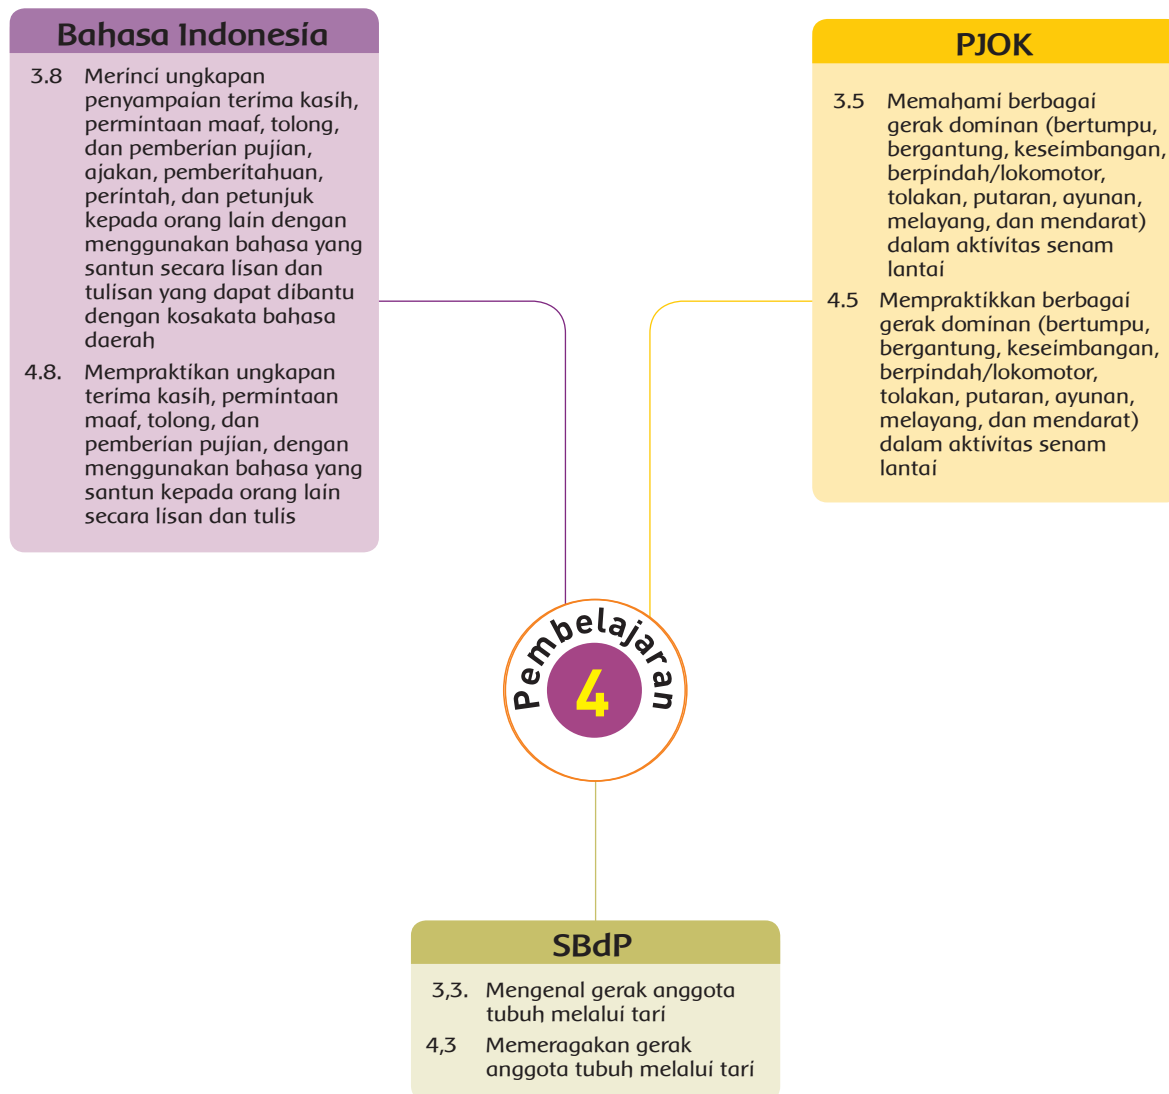 Bahasa Indonesia
3.8 Merinci ungkapan
penyampaian terima kasih,
permintaan maaf, tolong,
dan pemberian pujian,
ajakan, pemberitahuan,
perintah, dan petunjuk
kepada orang lain dengan
menggunakan bahasa yang
santun secara lisan dan
tulisan yang dapat dibantu
dengan kosakata bahasa
daerah
4.8. Mempraktikan ungkapan
terima kasih, permintaan
maaf, tolong, dan
pemberian pujian, dengan
menggunakan bahasa yang
santun kepada orang lain
secara lisan dan tulis
PJOK
3.5 Memahami berbagai
gerak dominan (bertumpu,
bergantung, keseimbangan,
berpindah/lokomotor,
tolakan, putaran, ayunan,
melayang, dan mendarat)
dalam aktivitas senam
lantai
4.5 Mempraktikkan berbagai
gerak dominan (bertumpu,
bergantung, keseimbangan,
berpindah/lokomotor,
tolakan, putaran, ayunan,
melayang, dan mendarat)
dalam aktivitas senam
lantai
Pembelajaran
4
SBdP
3,3. Mengenal gerak anggota
tubuh melalui tari
4,3 Memeragakan gerak
anggota tubuh melalui tari